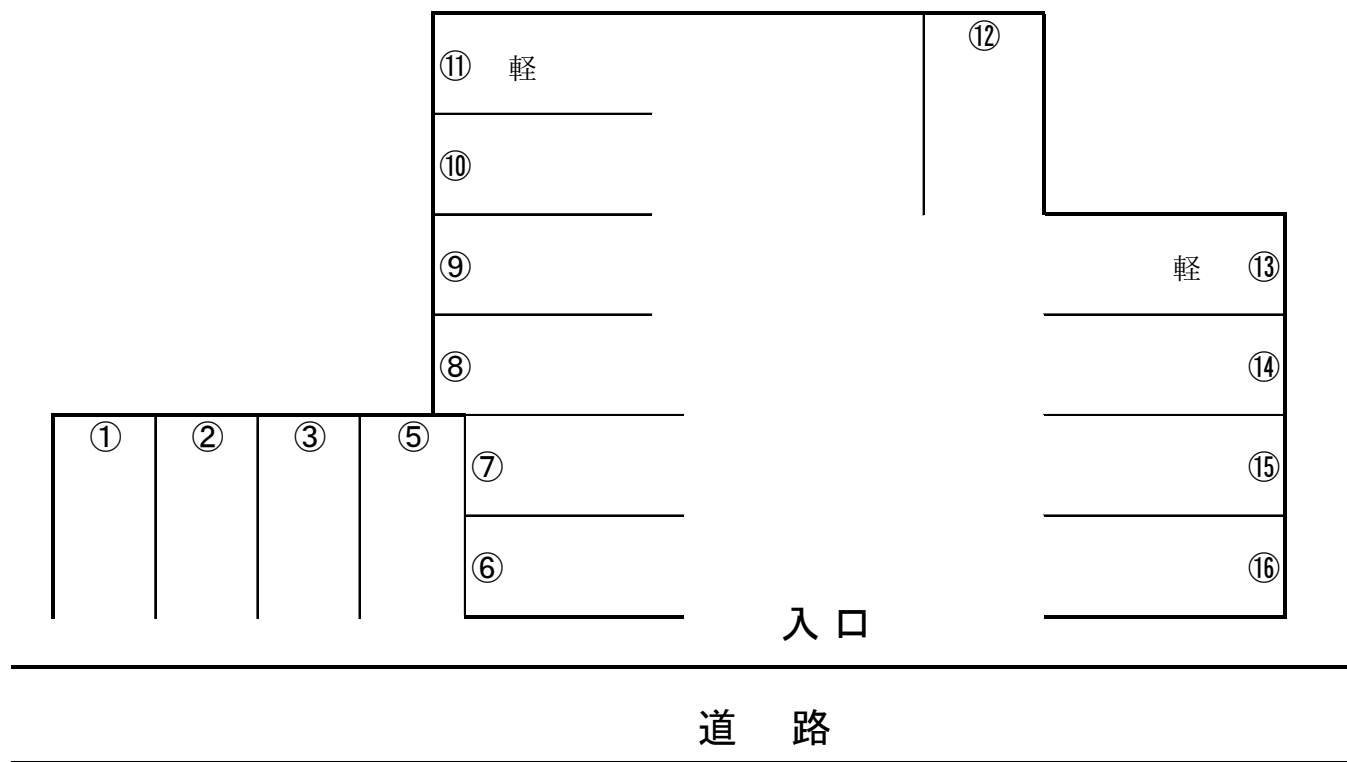 ⑪ 軽
⑫
⑩
⑨
軽 ⑬
⑧
⑭
① ② ③ ⑤
⑦
⑮
⑥
⑯
入口
道 路